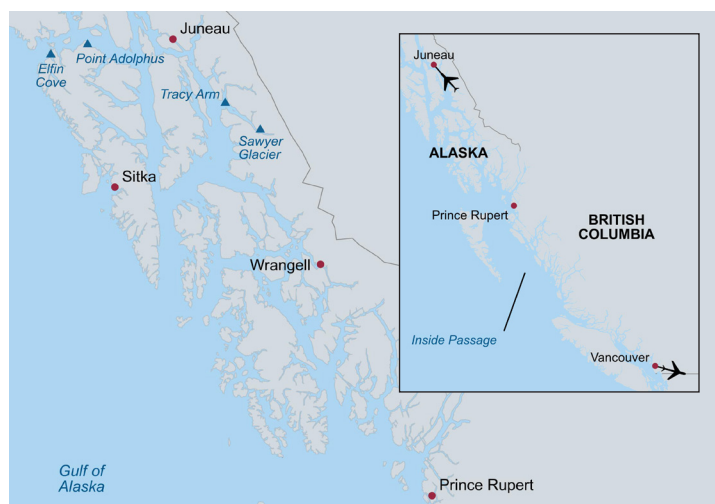 Juneau
Point Adolphus
Elfin
Cove
Tracy Arm
Sawyer
Glacier
Sitka
Wrangell
Gulf of
Alaska
Prince Rupert
Juneau
ALASKA
Prince Rupert
BRITISH
COLUMBIA
Inside Passage
Vancouver